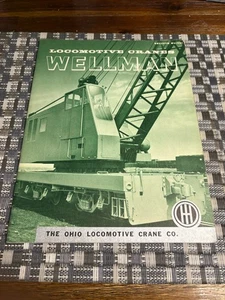 LOCOMOTIVE CRANES
WELLMAN
THE OHIO LOCOMOTIVE CRANE CO.